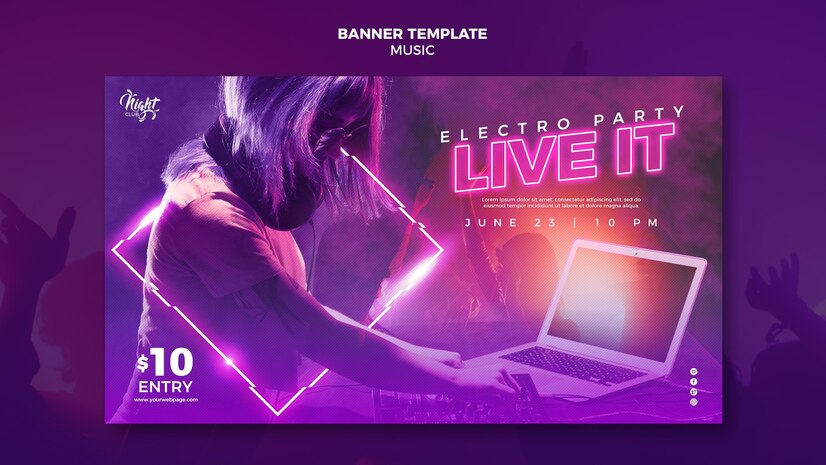 BANNER TEMPLATE
MUSIC
Night
CLUB
ELECTRO PARTY
LIVE IT
Lorem ipsum dolor sit amet, consectetur adipiscing elit, sed do
eiusmod tempor incididunt ut labore et dolore magna aliqua.
JUNE 23 | 10 PM
$10
ENTRY
www.yourwebpage.com